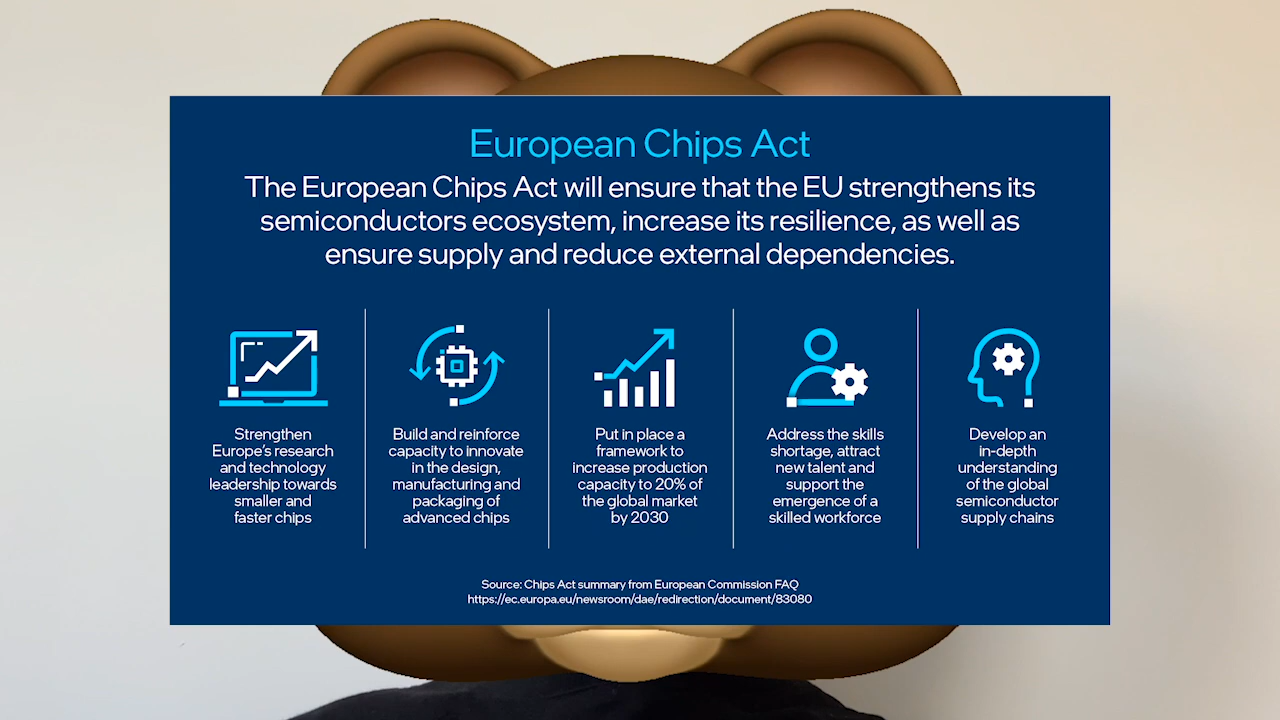 European Chips Act
The European Chips Act will ensure that the EU strengthens its
semiconductors ecosystem, increase its resilience, as well as
ensure supply and reduce external dependencies.
Strengthen
Europe's research
and technology
leadership towards
smaller and
faster chips
Build and reinforce
capacity to innovate
in the design,
manufacturing and
packaging of
advanced chips
Put in place a
framework to
increase production
capacity to 20% of
the global market
by 2030
Address the skills
shortage, attract
new talent and
support the
emergence of a
skilled workforce
Develop an
in-depth
understanding
of the global
semiconductor
supply chains
Source: Chips Act summary from European Commission FAQ
https://ec.europa.eu/newsroom/dae/redirection/document/83080